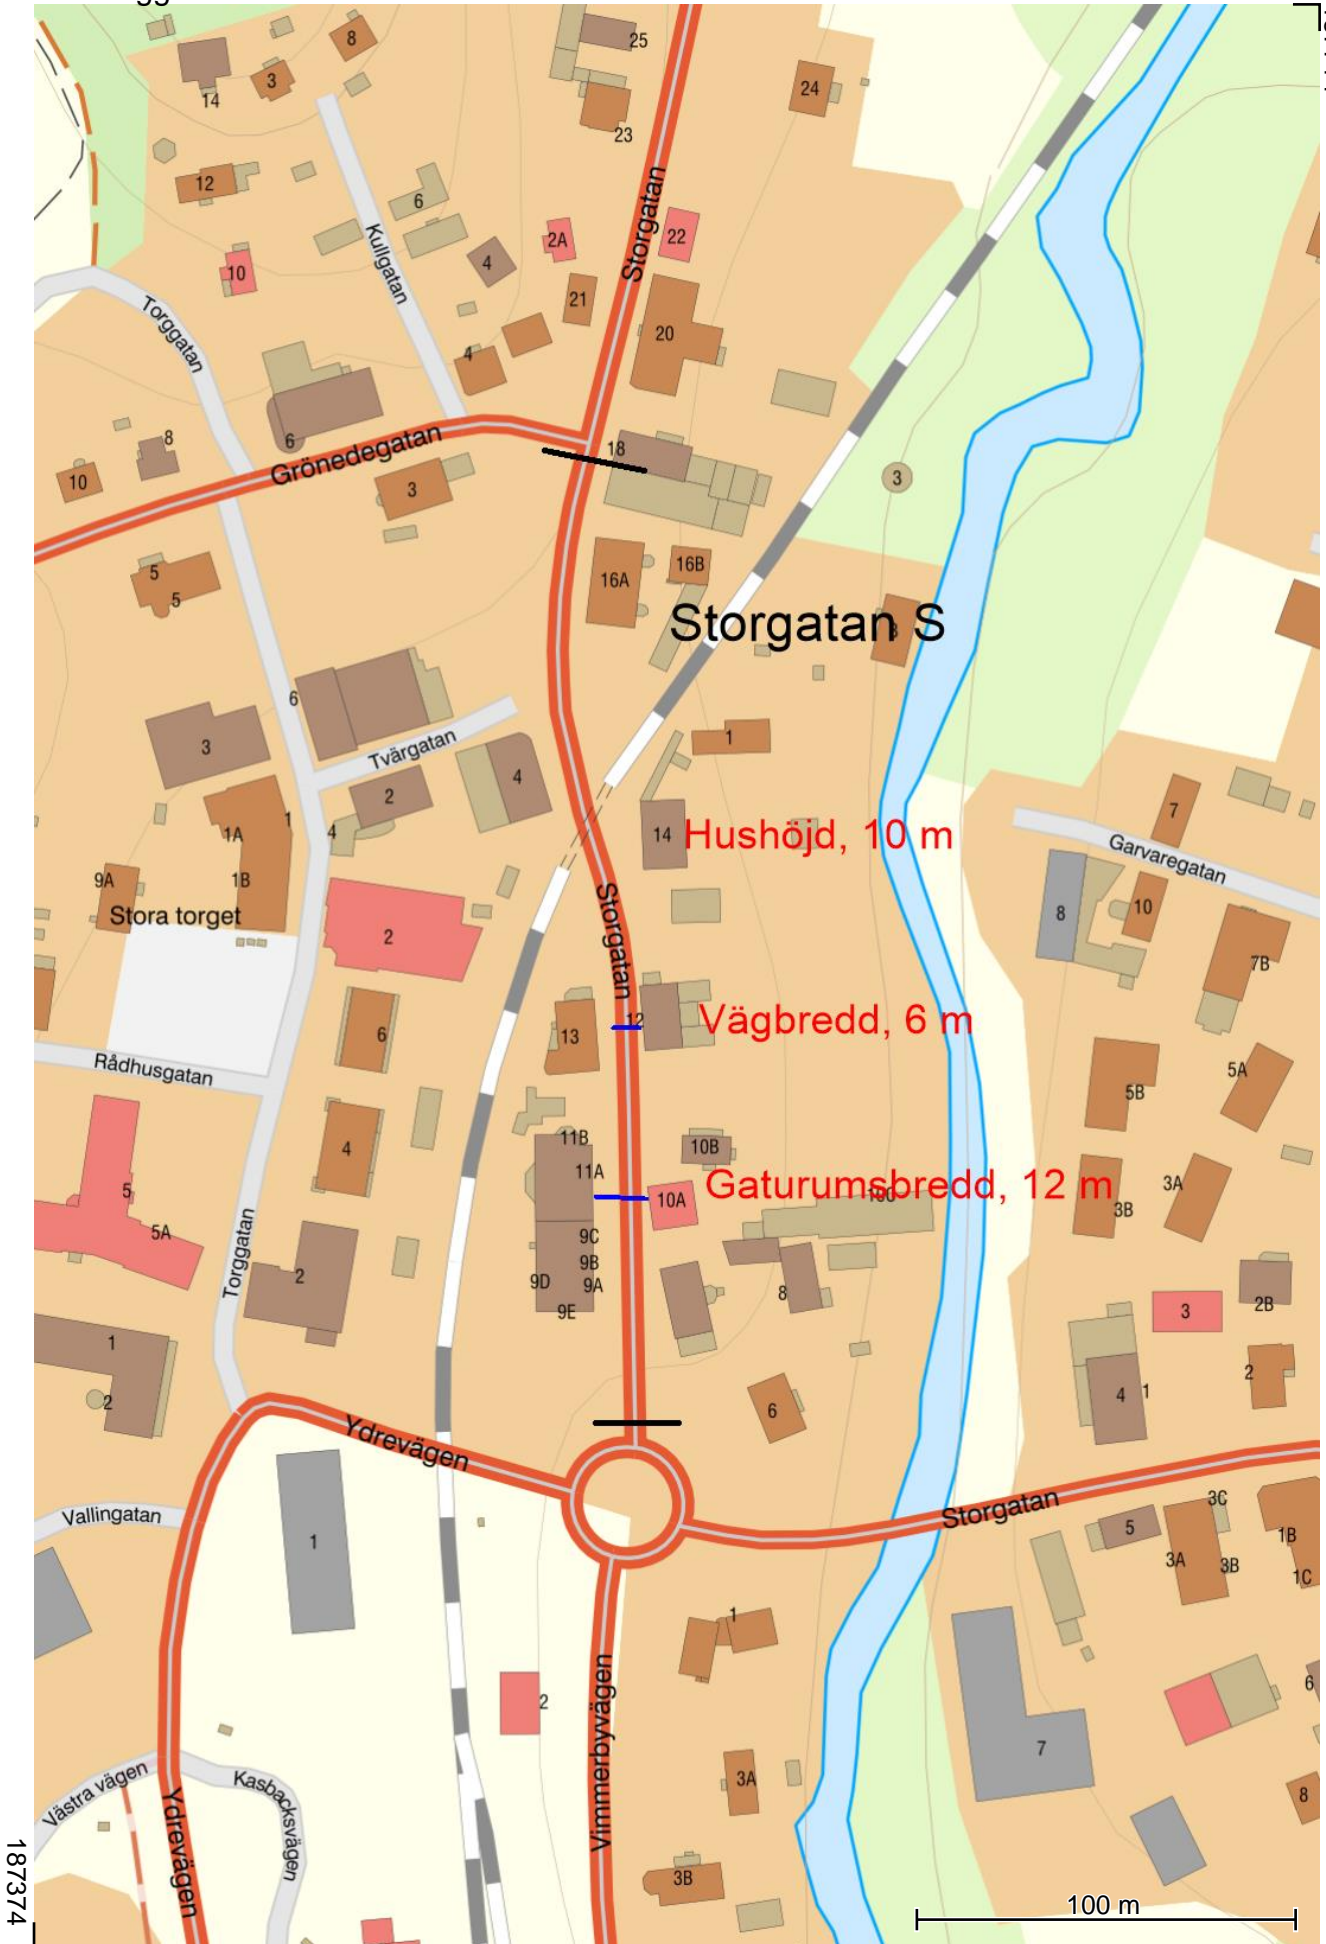 25
8
14
3
23
24
12
6
Kullgatan
Storgatan
2A
22
10
4
21
Torggatan
20
4
6
Grönedegatan
18
8
10
3
3
5
5
16A
16B
Storgatan S
6
3
Tvärgatan
1
4
2
1
1A
4
14
Hushöjd, 10 m
7
Garvaregatan
9A
1B
Stora torget
2
8
10
Storgatan
7B
6
13
12
Vägbredd, 6 m
Rådhusgatan
5A
5B
4
11B
10B
11A
10A
Gaturumsbredd, 12 m
5
5A
3A
3B
Torggatan
9C
9B
9D
9A
9E
2
8
3
2B
1
2
2
4
1
6
Ydrevägen
Storgatan
Vallingatan
1
5
3C
3A
3B
1B
1C
1
2
Vimmerbyvägen
7
6
Västra vägen
Kasbacksvägen
Ydrevägen
3A
8
3B
187374
100 m